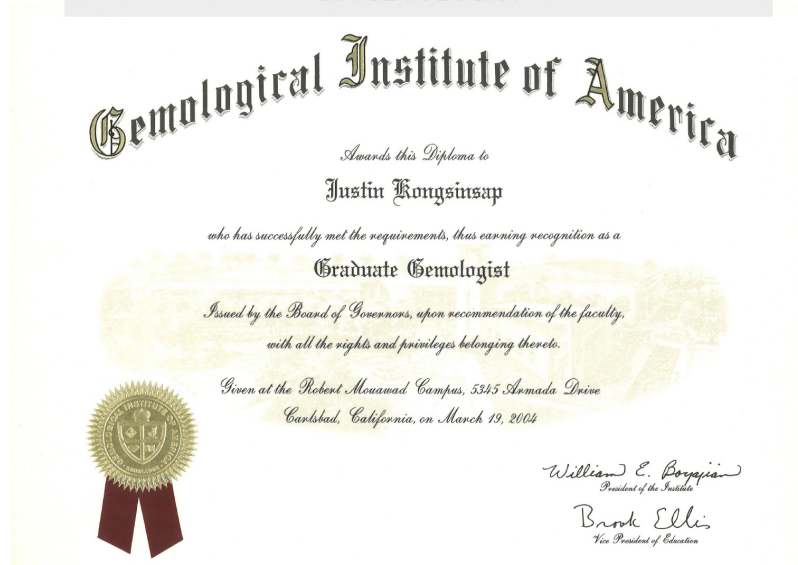 Gemological Institute of America
Awards this Diploma to
Justin Kongsinsap
who has successfully met the requirements, thus earning recognition as a
Graduate Gemologist
Issued by the Board of Governors, upon recommendation of the faculty,
with all the rights and privileges belonging thereto.
Given at the Robert Mouawad Campus, 5345 Armada Drive
Carlsbad, California, on March 19, 2004
William E. Boyajian
President of the Institute
Brook Ellis
Vice President of Education